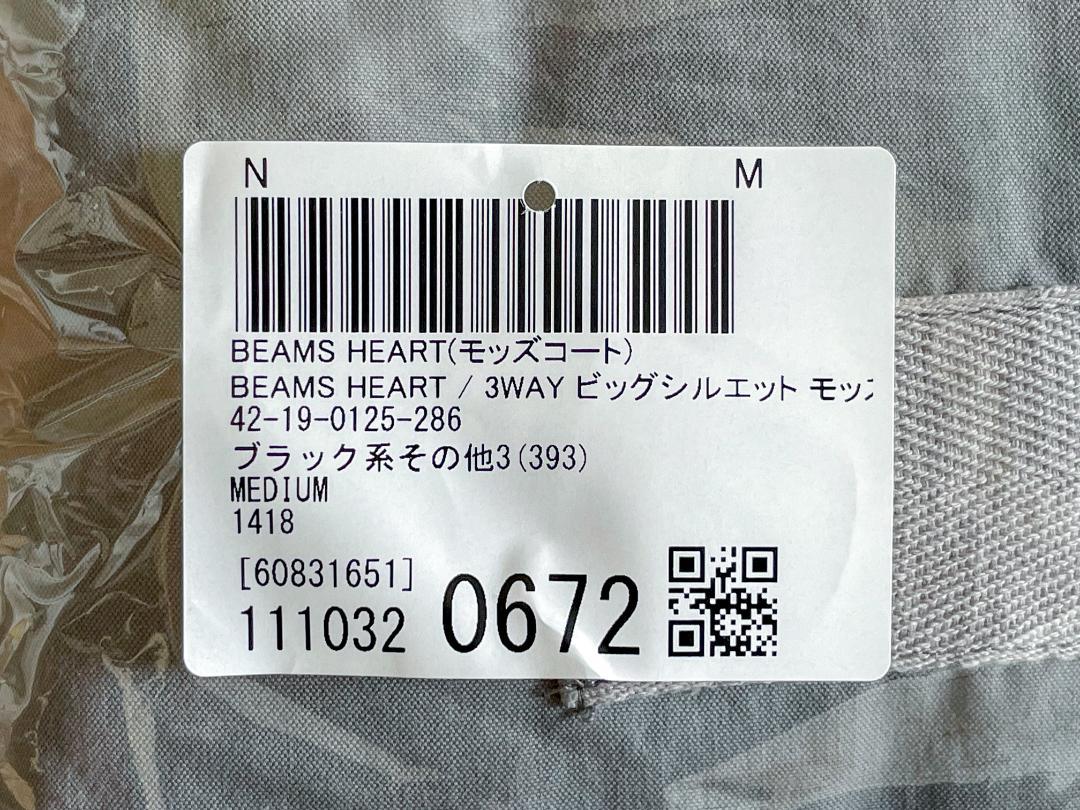 N M
BEAMS HEART(モッズコート)
BEAMS HEART / 3WAY ビッグシルエット モッ
42-19-0125-286
ブラック系その他3(393)
MEDIUM
1418
[60831651]
111032 0672